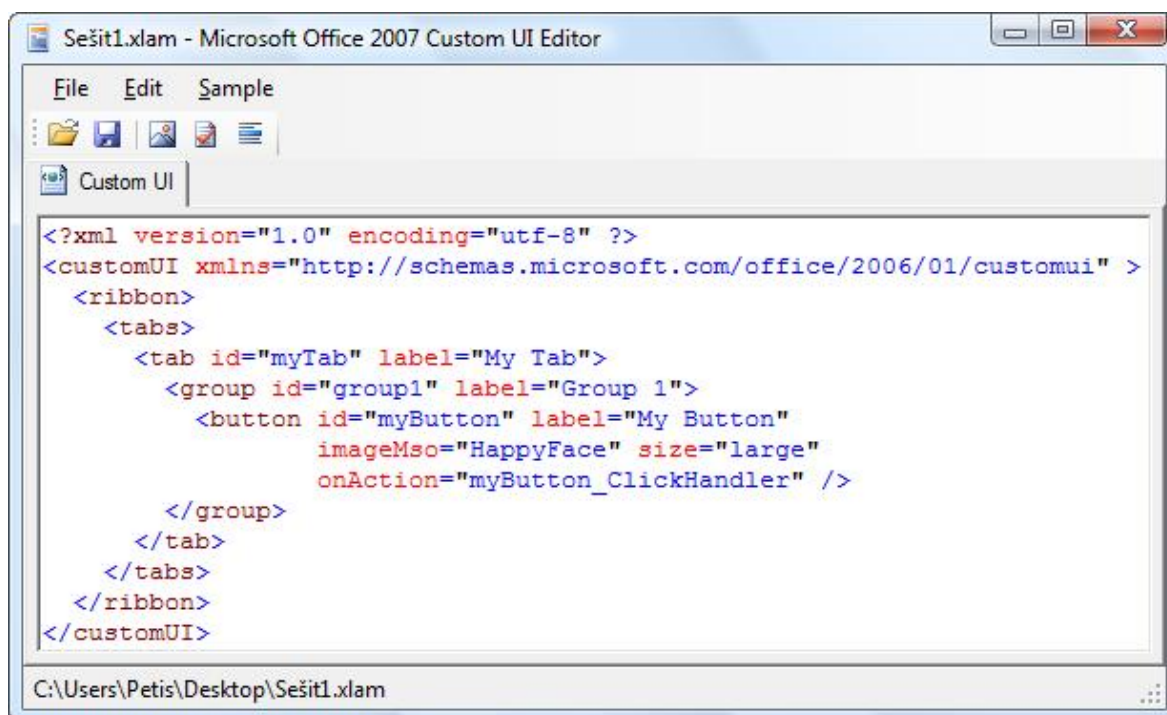 Sešit1.xlam - Microsoft Office 2007 Custom UI Editor
File Edit Sample
Custom UI
<?xml version="1.0" encoding="utf-8" ?>
<customUI xmlns="http://schemas.microsoft.com/office/2006/01/customui" >
  <ribbon>
    <tabs>
      <tab id="myTab" label="My Tab">
        <group id="group1" label="Group 1">
          <button id="myButton" label="My Button"
                  imageMso="HappyFace" size="large"
                  onAction="myButton_ClickHandler" />
        </group>
      </tab>
    </tabs>
  </ribbon>
</customUI>
C:\Users\Petis\Desktop\Sešit1.xlam